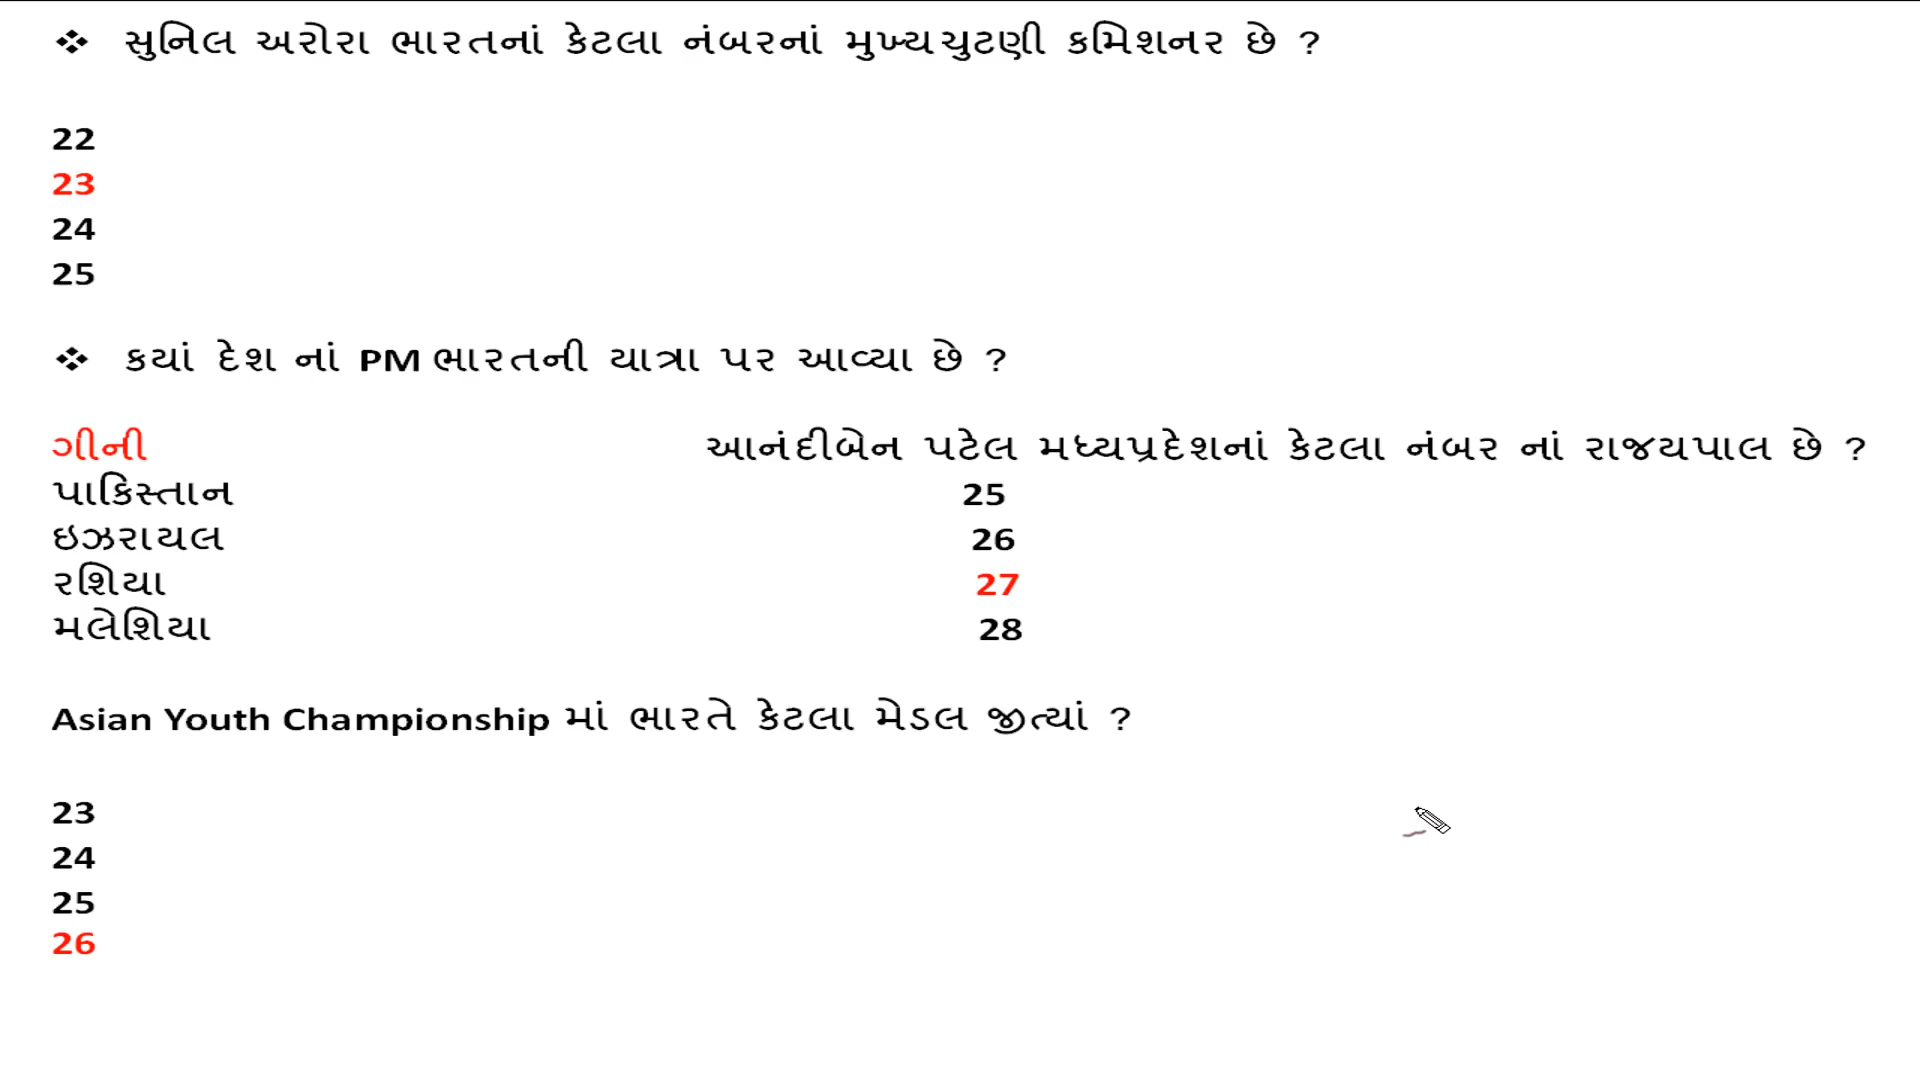 ❖ સુનિલ અરોરા ભારતનાં કેટલા નંબરનાં મુખ્યચુટણી કમિશનર છે ?
22
23
24
25
❖ કયાં દેશ નાં PM ભારતની યાત્રા પર આવ્યા છે ?
ગીની
પાકિસ્તાન
ઇઝરાયલ
રશિયા
મલેશિયા
આનંદીબેન પટેલ મધ્યપ્રદેશનાં કેટલા નંબર નાં રાજયપાલ છે ?
25
26
27
28
Asian Youth Championship માં ભારતે કેટલા મેડલ જીત્યાં ?
23
24
25
26